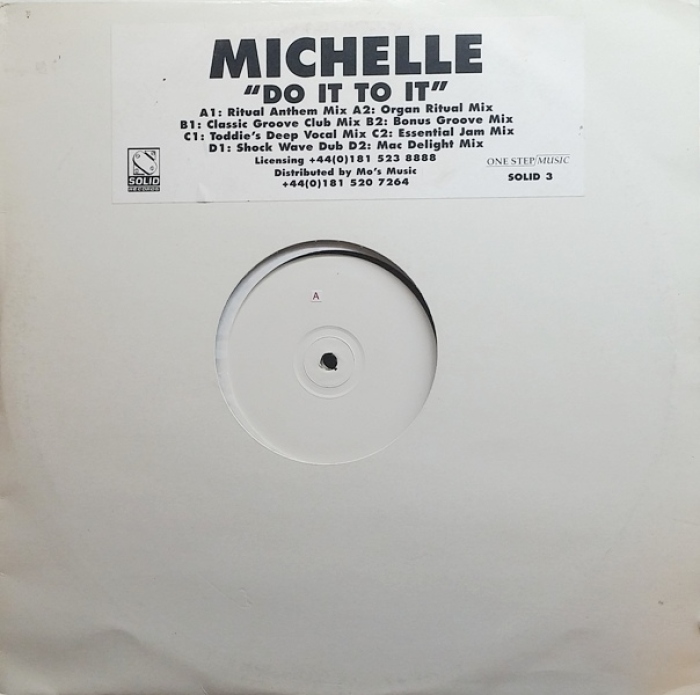 MICHELLE
"DO IT TO IT"
A1: Ritual Anthem Mix A2: Organ Ritual Mix
B1: Classic Groove Club Mix B2: Bonus Groove Mix
C1: Toddie's Deep Vocal Mix C2: Essential Jam Mix
D1: Shock Wave Dub D2: Mac Delight Mix
Licensing +44(0)181 523 8888
Distributed by Mo's Music
+44(0)181 520 7264
SOLID
RECORDS
ONE STEP/MUSIC
SOLID 3
A